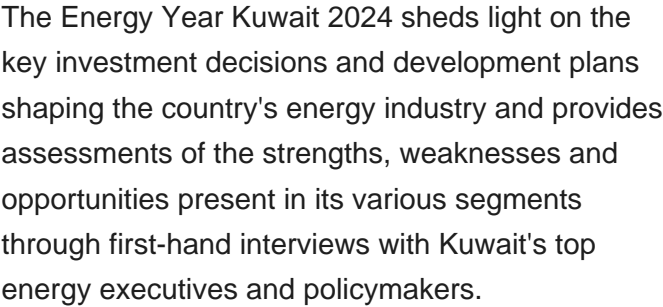 The Energy Year Kuwait 2024 sheds light on the
key investment decisions and development plans
shaping the country's energy industry and provides
assessments of the strengths, weaknesses and
opportunities present in its various segments
through first-hand interviews with Kuwait's top
energy executives and policymakers.